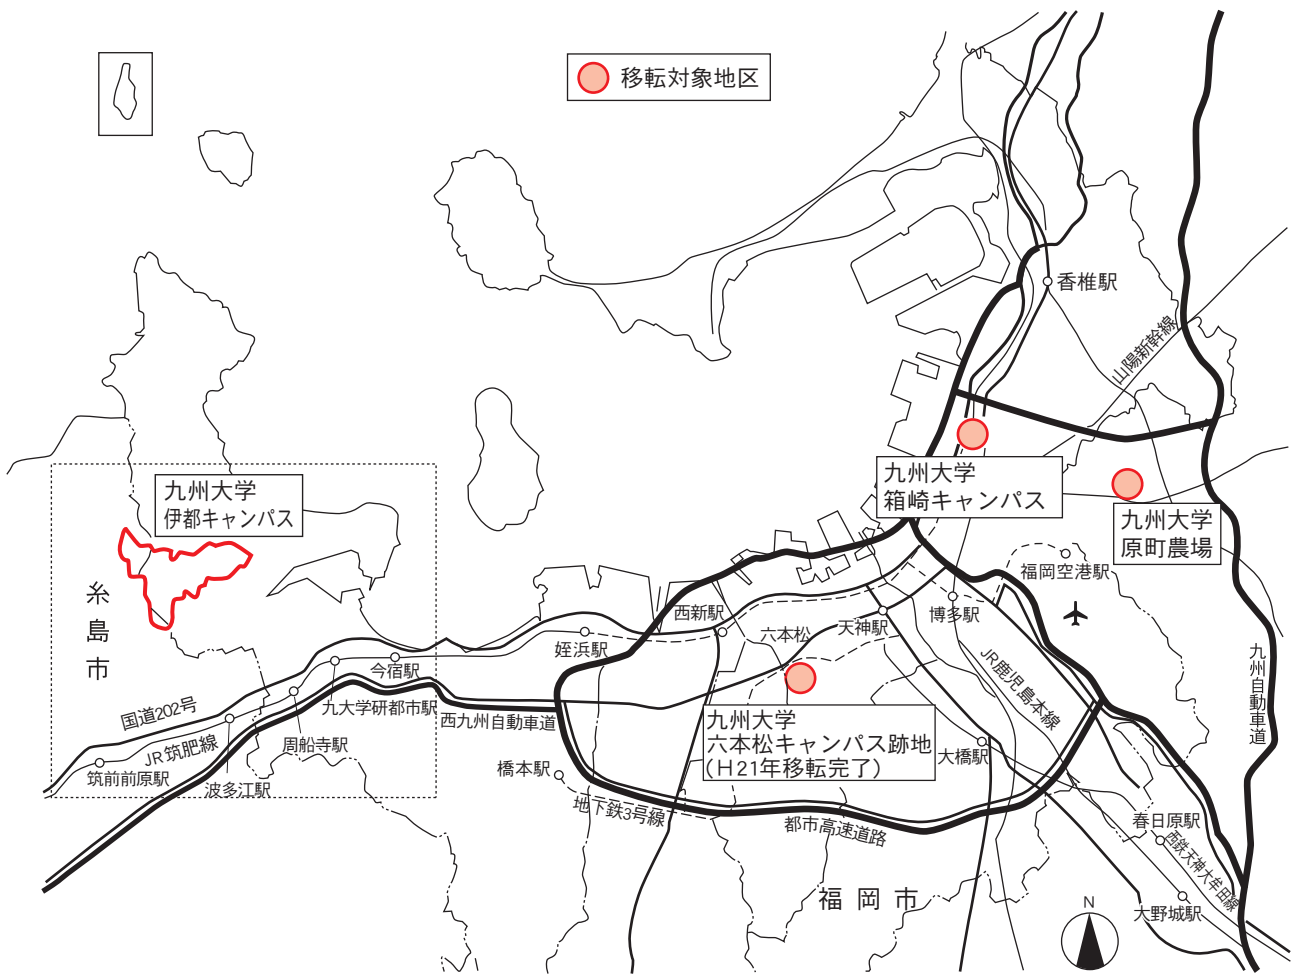 移転対象地区
香椎駅
山陽新幹線
九州大学
箱崎キャンパス
九州大学
伊都キャンパス
九州大学
原町農場
福岡空港駅
糸島市
西新駅
六本松
天神駅
博多駅
姪浜駅
今宿駅
九大学研都市駅
西九州自動車道
国道202号
JR筑肥線
周船寺駅
筑前前原駅
波多江駅
九州大学
六本松キャンパス跡地
(H21年移転完了)
JR鹿児島本線
九州自動車道
大橋駅
橋本駅
地下鉄3号線
都市高速道路
春日原駅
西鉄天神大牟田線
大野城駅
福岡市
N